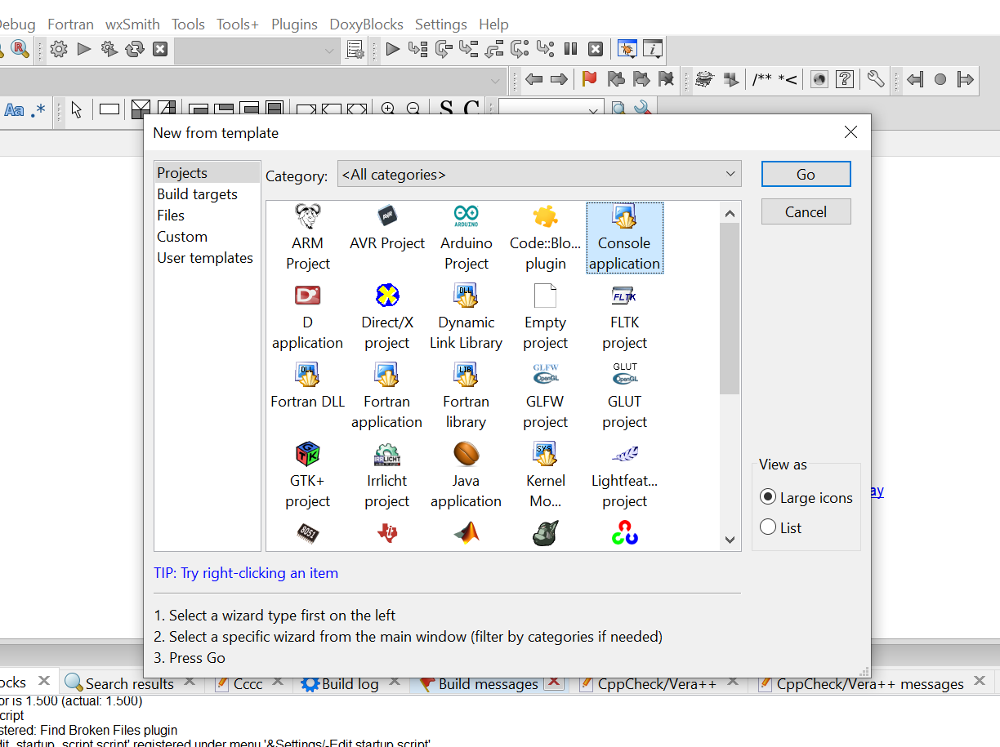 Debug Fortran wxSmith Tools Tools+ Plugins DoxyBlocks Settings Help
/** *<
Aa .* S C
New from template
Projects
Build targets
Files
Custom
User templates
Category: <All categories>
Go
Cancel
ARM Project
AVR Project
Arduino Project
Code::Blo... plugin
Console application
D application
Direct/X project
Dynamic Link Library
Empty project
FLTK project
Fortran DLL
Fortran application
Fortran library
GLFW project
GLUT project
GTK+ project
Irrlicht project
Java application
Kernel Mo...
Lightfeat... project
View as
Large icons
List
ay
TIP: Try right-clicking an item
1. Select a wizard type first on the left
2. Select a specific wizard from the main window (filter by categories if needed)
3. Press Go
ocks Search results Cccc Build log Build messages CppCheck/Vera++ CppCheck/Vera++ messages
or is 1.500 (actual: 1.500)
cript
stered: Find Broken Files plugin
dit_startup_script.script' registered under menu '&Settings/-Edit startup script'